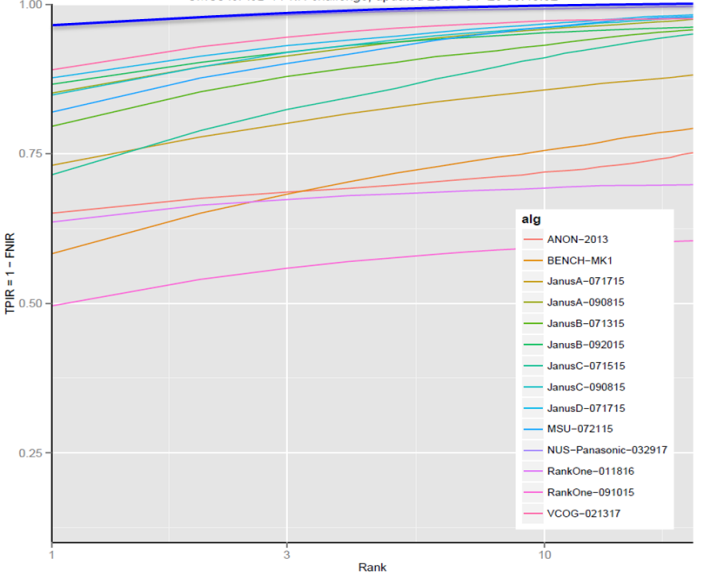 1.00
0.75
0.50
0.25
TPIR = 1 − FNIR
1
3
10
Rank
alg
ANON−2013
BENCH−MK1
JanusA−071715
JanusA−090815
JanusB−071315
JanusB−092015
JanusC−071515
JanusC−090815
JanusD−071715
MSU−072115
NUS−Panasonic−032917
RankOne−011816
RankOne−091015
VCOG−021317